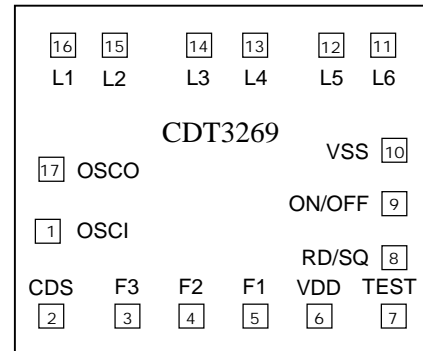 16 15 14 13 12 11
L1 L2 L3 L4 L5 L6
CDT3269
VSS 10
17 OSCO
ON/OFF 9
1 OSCI
RD/SQ 8
CDS F3 F2 F1 VDD TEST
2 3 4 5 6 7